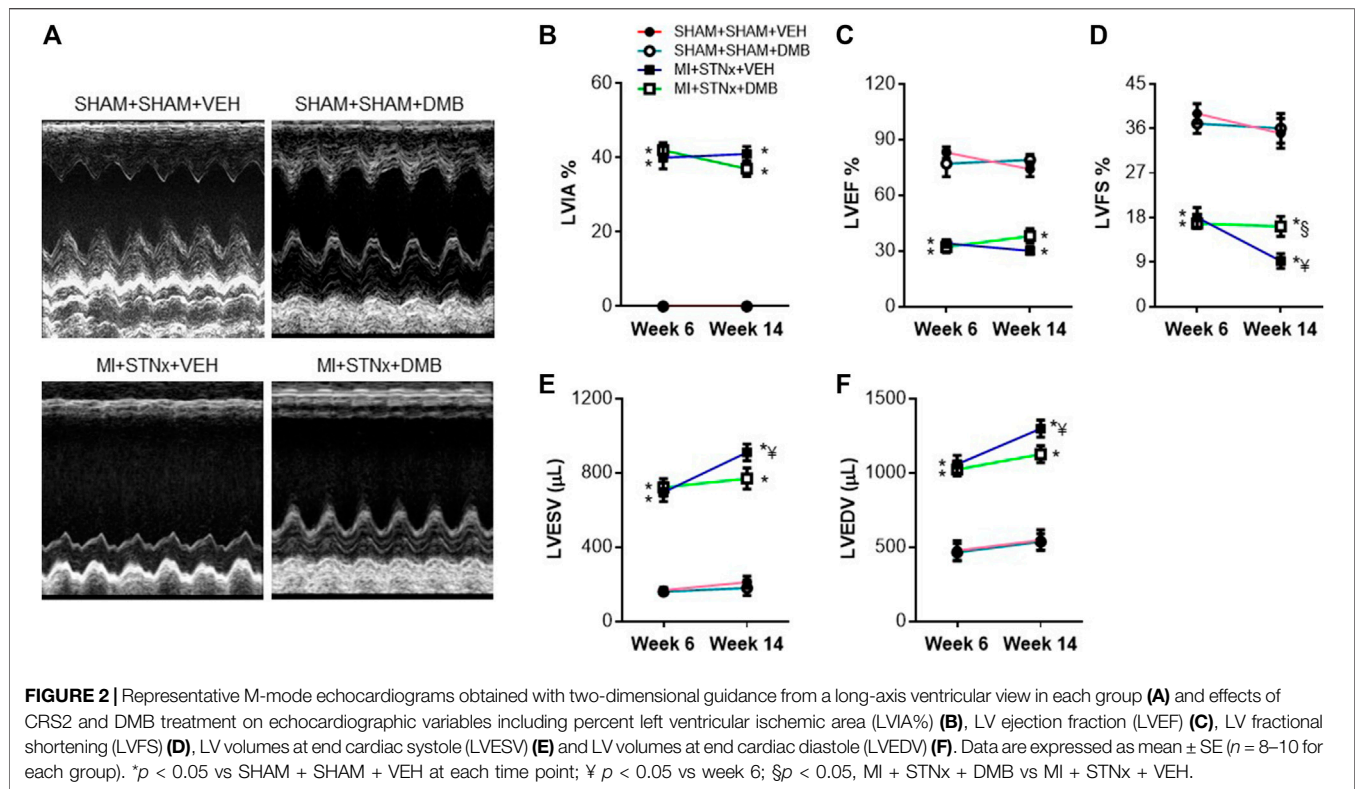 A
SHAM+SHAM+VEH
SHAM+SHAM+DMB
MI+STNx+VEH
MI+STNx+DMB
B
SHAM+SHAM+VEH
SHAM+SHAM+DMB
MI+STNx+VEH
MI+STNx+DMB
LVIA %
60
40
20
0
*
*
*
*
Week 6 Week 14
C
LVEF %
120
90
60
30
0
*
*
*
*
Week 6 Week 14
D
LVFS %
45
36
27
18
9
0
*
*
*§
*¥
Week 6 Week 14
E
LVESV (µL)
1200
800
400
0
*
*
*¥
*
Week 6 Week 14
F
LVEDV (µL)
1500
1000
500
0
*
*
*¥
*
Week 6 Week 14
FIGURE 2 | Representative M-mode echocardiograms obtained with two-dimensional guidance from a long-axis ventricular view in each group (A) and effects of
CRS2 and DMB treatment on echocardiographic variables including percent left ventricular ischemic area (LVIA%) (B), LV ejection fraction (LVEF) (C), LV fractional
shortening (LVFS) (D), LV volumes at end cardiac systole (LVESV) (E) and LV volumes at end cardiac diastole (LVEDV) (F). Data are expressed as mean ± SE (n = 8–10 for
each group). *p < 0.05 vs SHAM + SHAM + VEH at each time point; ¥ p < 0.05 vs week 6; §p < 0.05, MI + STNx + DMB vs MI + STNx + VEH.